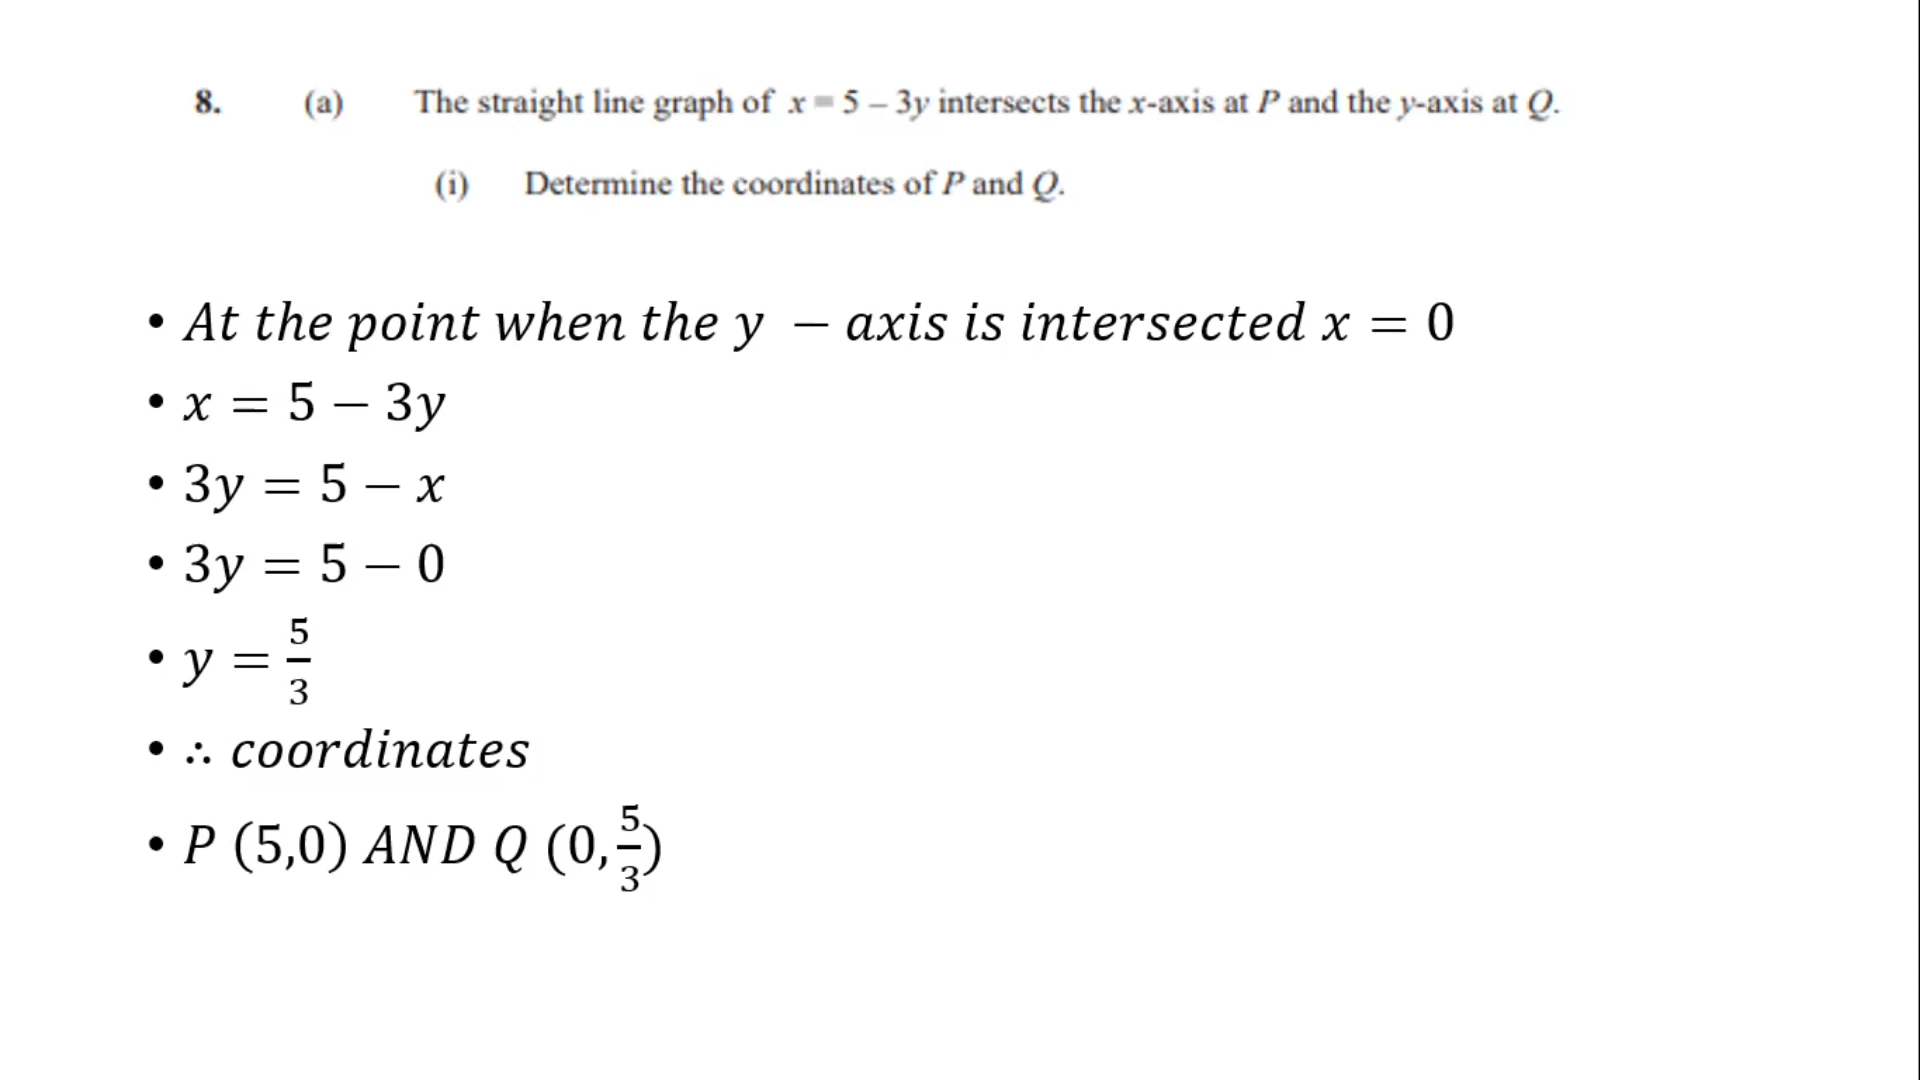 8. (a) The straight line graph of x = 5 – 3y intersects the x-axis at P and the y-axis at Q.
(i) Determine the coordinates of P and Q.
• At the point when the y − axis is intersected x = 0
• x = 5 − 3y
• 3y = 5 − x
• 3y = 5 − 0
• y = 5/3
• ∴ coordinates
• P (5,0) AND Q (0,5/3)